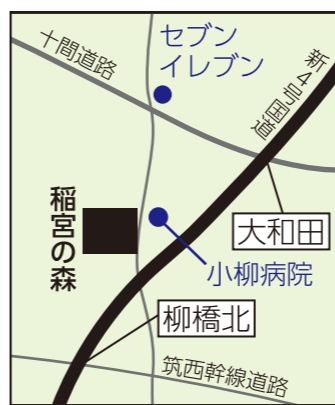 セブン
イレブン
十間道路
新4号国道
稲宮の森
大和田
小柳病院
柳橋北
筑西幹線道路